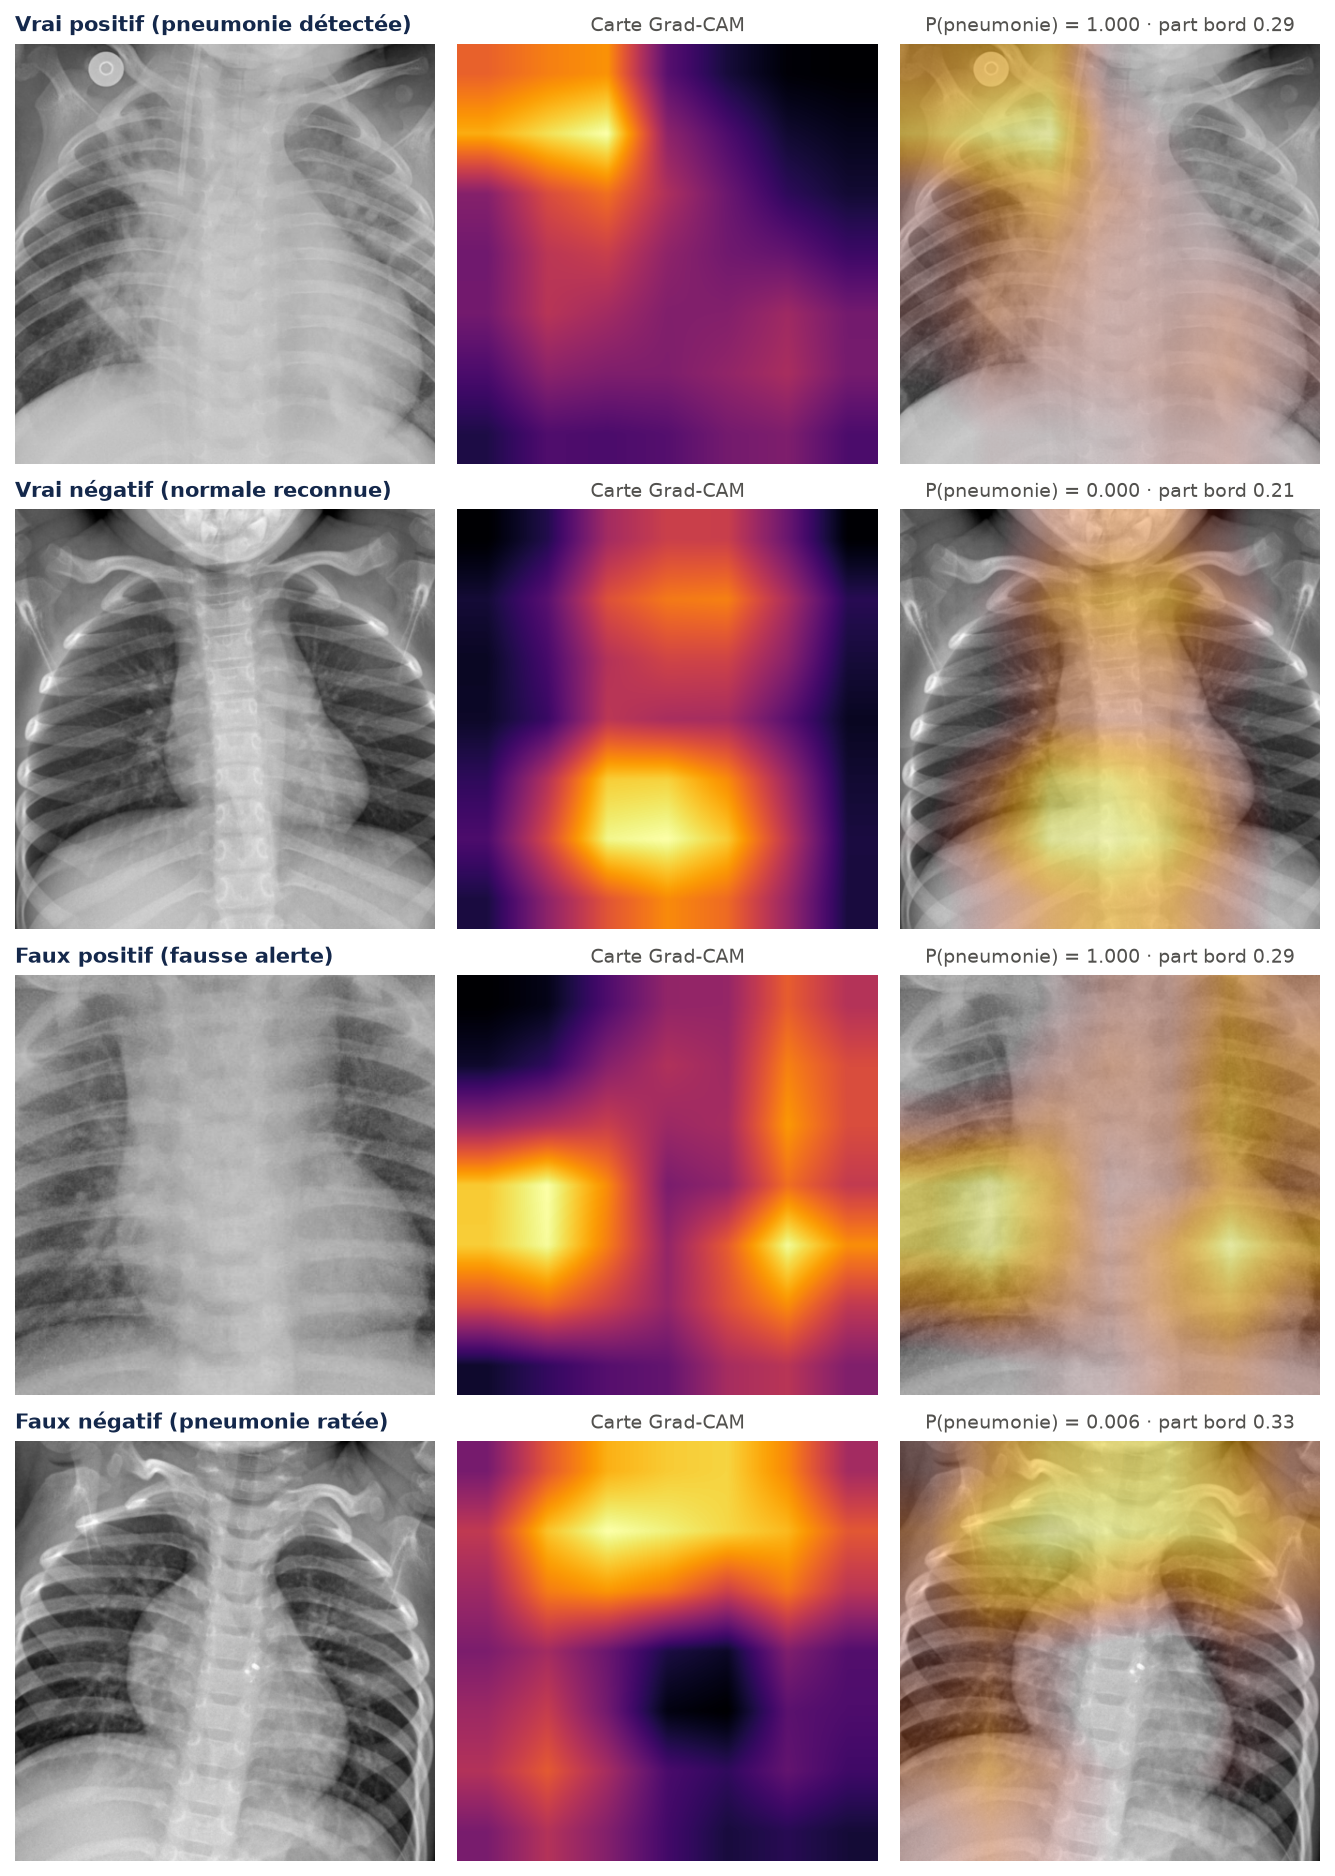 Vrai positif (pneumonie détectée)
Carte Grad-CAM
P(pneumonie) = 1.000 · part bord 0.29
Vrai négatif (normale reconnue)
Carte Grad-CAM
P(pneumonie) = 0.000 · part bord 0.21
Faux positif (fausse alerte)
Carte Grad-CAM
P(pneumonie) = 1.000 · part bord 0.29
Faux négatif (pneumonie ratée)
Carte Grad-CAM
P(pneumonie) = 0.006 · part bord 0.33